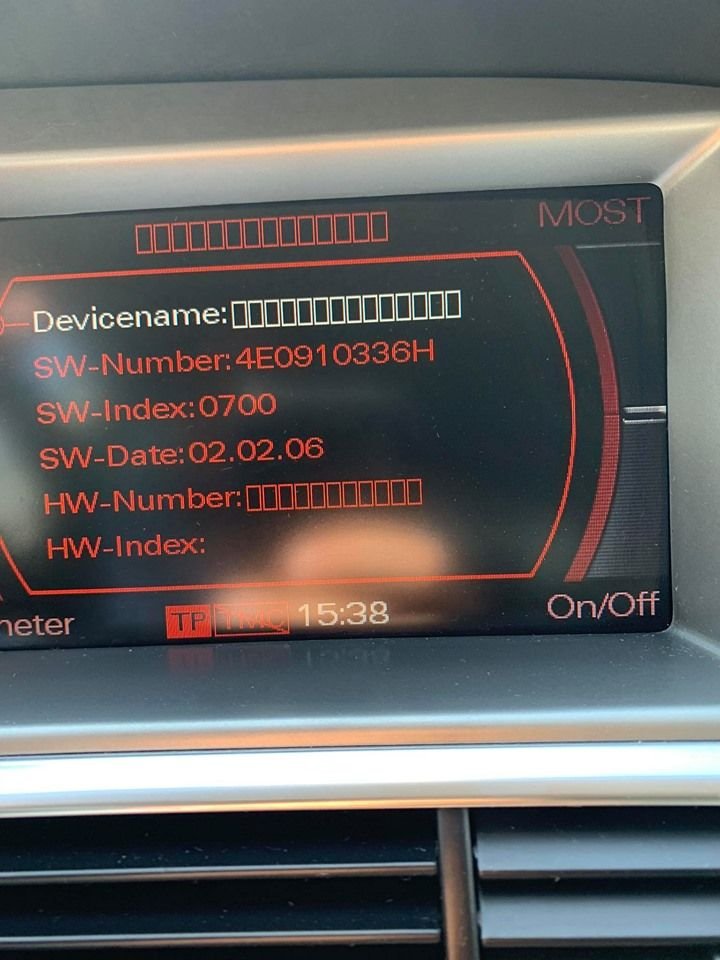 MOST
Devicename:
SW-Number:4E0910336H
SW-Index:0700
SW-Date:02.02.06
HW-Number:
HW-Index:
TP TMC 15:38
On/Off